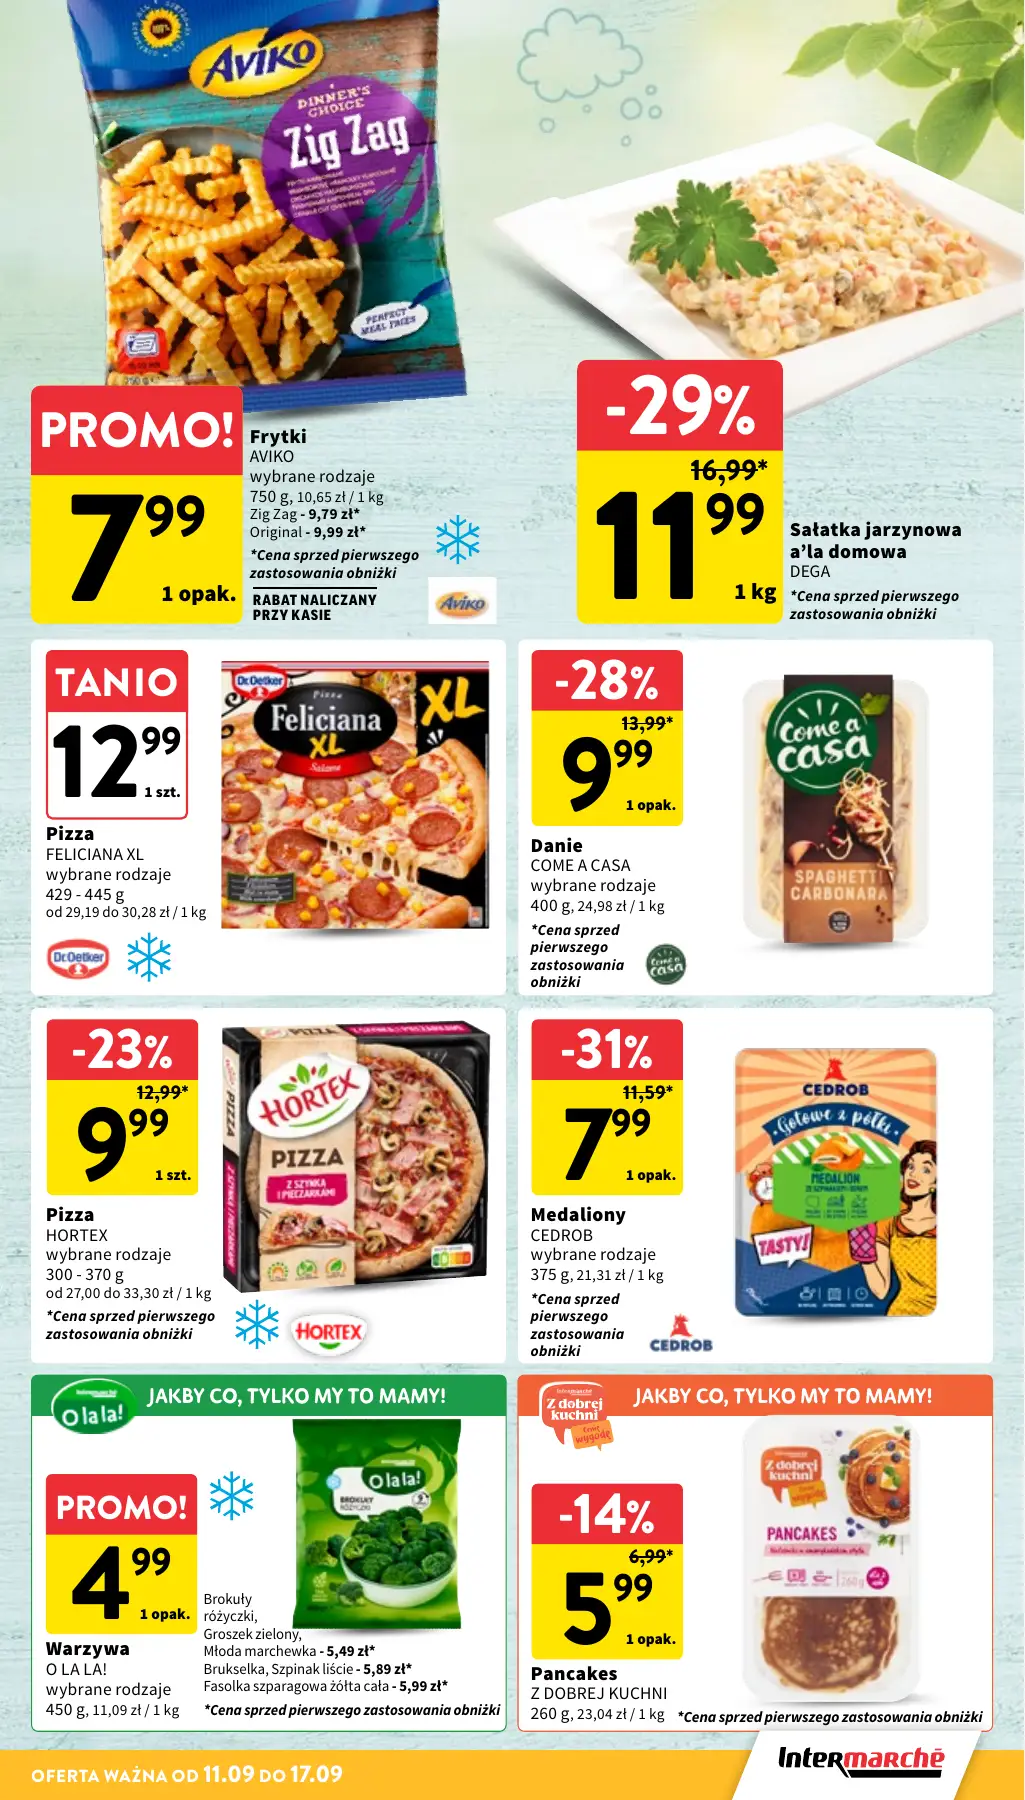 Aviko
DINNER'S
CHOICE
Zig Zag
PERFECT
MEAL PACKS
PROMO!
7 99
1 opak.
Frytki
AVIKO
wybrane rodzaje
750 g, 10,65 zł / 1 kg
Zig Zag - 9,79 zł*
Original - 9,99 zł*
*Cena sprzed pierwszego
zastosowania obniżki
RABAT NALICZANY
PRZY KASIE
AVIKO
-29%
16,99*
11 99
1 kg
Sałatka jarzynowa
a'la domowa
DEGA
*Cena sprzed pierwszego
zastosowania obniżki
TANIO
12 99
1 szt.
Pizza
FELICIANA XL
wybrane rodzaje
429 - 445 g
od 29,19 do 30,28 zł / 1 kg
Dr.Oetker
Dr.Oetker
Pizza
Feliciana
XL
Salame
XL
-28%
13,99*
9 99
1 opak.
Danie
COME A CASA
wybrane rodzaje
400 g, 24,98 zł / 1 kg
*Cena sprzed
pierwszego
zastosowania
obniżki
Come a
casa
Come a
casa
SPAGHETTI
CARBONARA
-23%
12,99*
9 99
1 szt.
Pizza
HORTEX
wybrane rodzaje
300 - 370 g
od 27,00 do 33,30 zł / 1 kg
*Cena sprzed pierwszego
zastosowania obniżki
HORTEX
HORTEX
PIZZA
PIZZA
Z SZYNKĄ
I PIECZARKAMI
-31%
11,59*
7 99
1 opak.
Medaliony
CEDROB
wybrane rodzaje
375 g, 21,31 zł / 1 kg
*Cena sprzed
pierwszego
zastosowania
obniżki
CEDROB
CEDROB
Gotowe z półki
MEDALION
ZE SZPINAKIEM I SEREM
TASTY!
Intermarché
O la la!
JAKBY CO, TYLKO MY TO MAMY!
PROMO!
4 99
1 opak.
Warzywa
O LA LA!
wybrane rodzaje
450 g, 11,09 zł / 1 kg
O la la!
BROKUŁY
RÓŻYCZKI
Brokuły
różyczki,
Groszek zielony,
Młoda marchewka - 5,49 zł*
Brukselka, Szpinak liście - 5,89 zł*
Fasolka szparagowa żółta cała - 5,99 zł*
*Cena sprzed pierwszego zastosowania obniżki
Intermarché
Z dobrej
kuchni
Cenię
wygodę
JAKBY CO, TYLKO MY TO MAMY!
-14%
6,99*
5 99
1 opak.
Pancakes
Z DOBREJ KUCHNI
260 g, 23,04 zł / 1 kg
*Cena sprzed pierwszego zastosowania obniżki
Z dobrej
kuchni
PANCAKES
260 g
OFERTA WAŻNA OD 11.09 DO 17.09
Intermarché